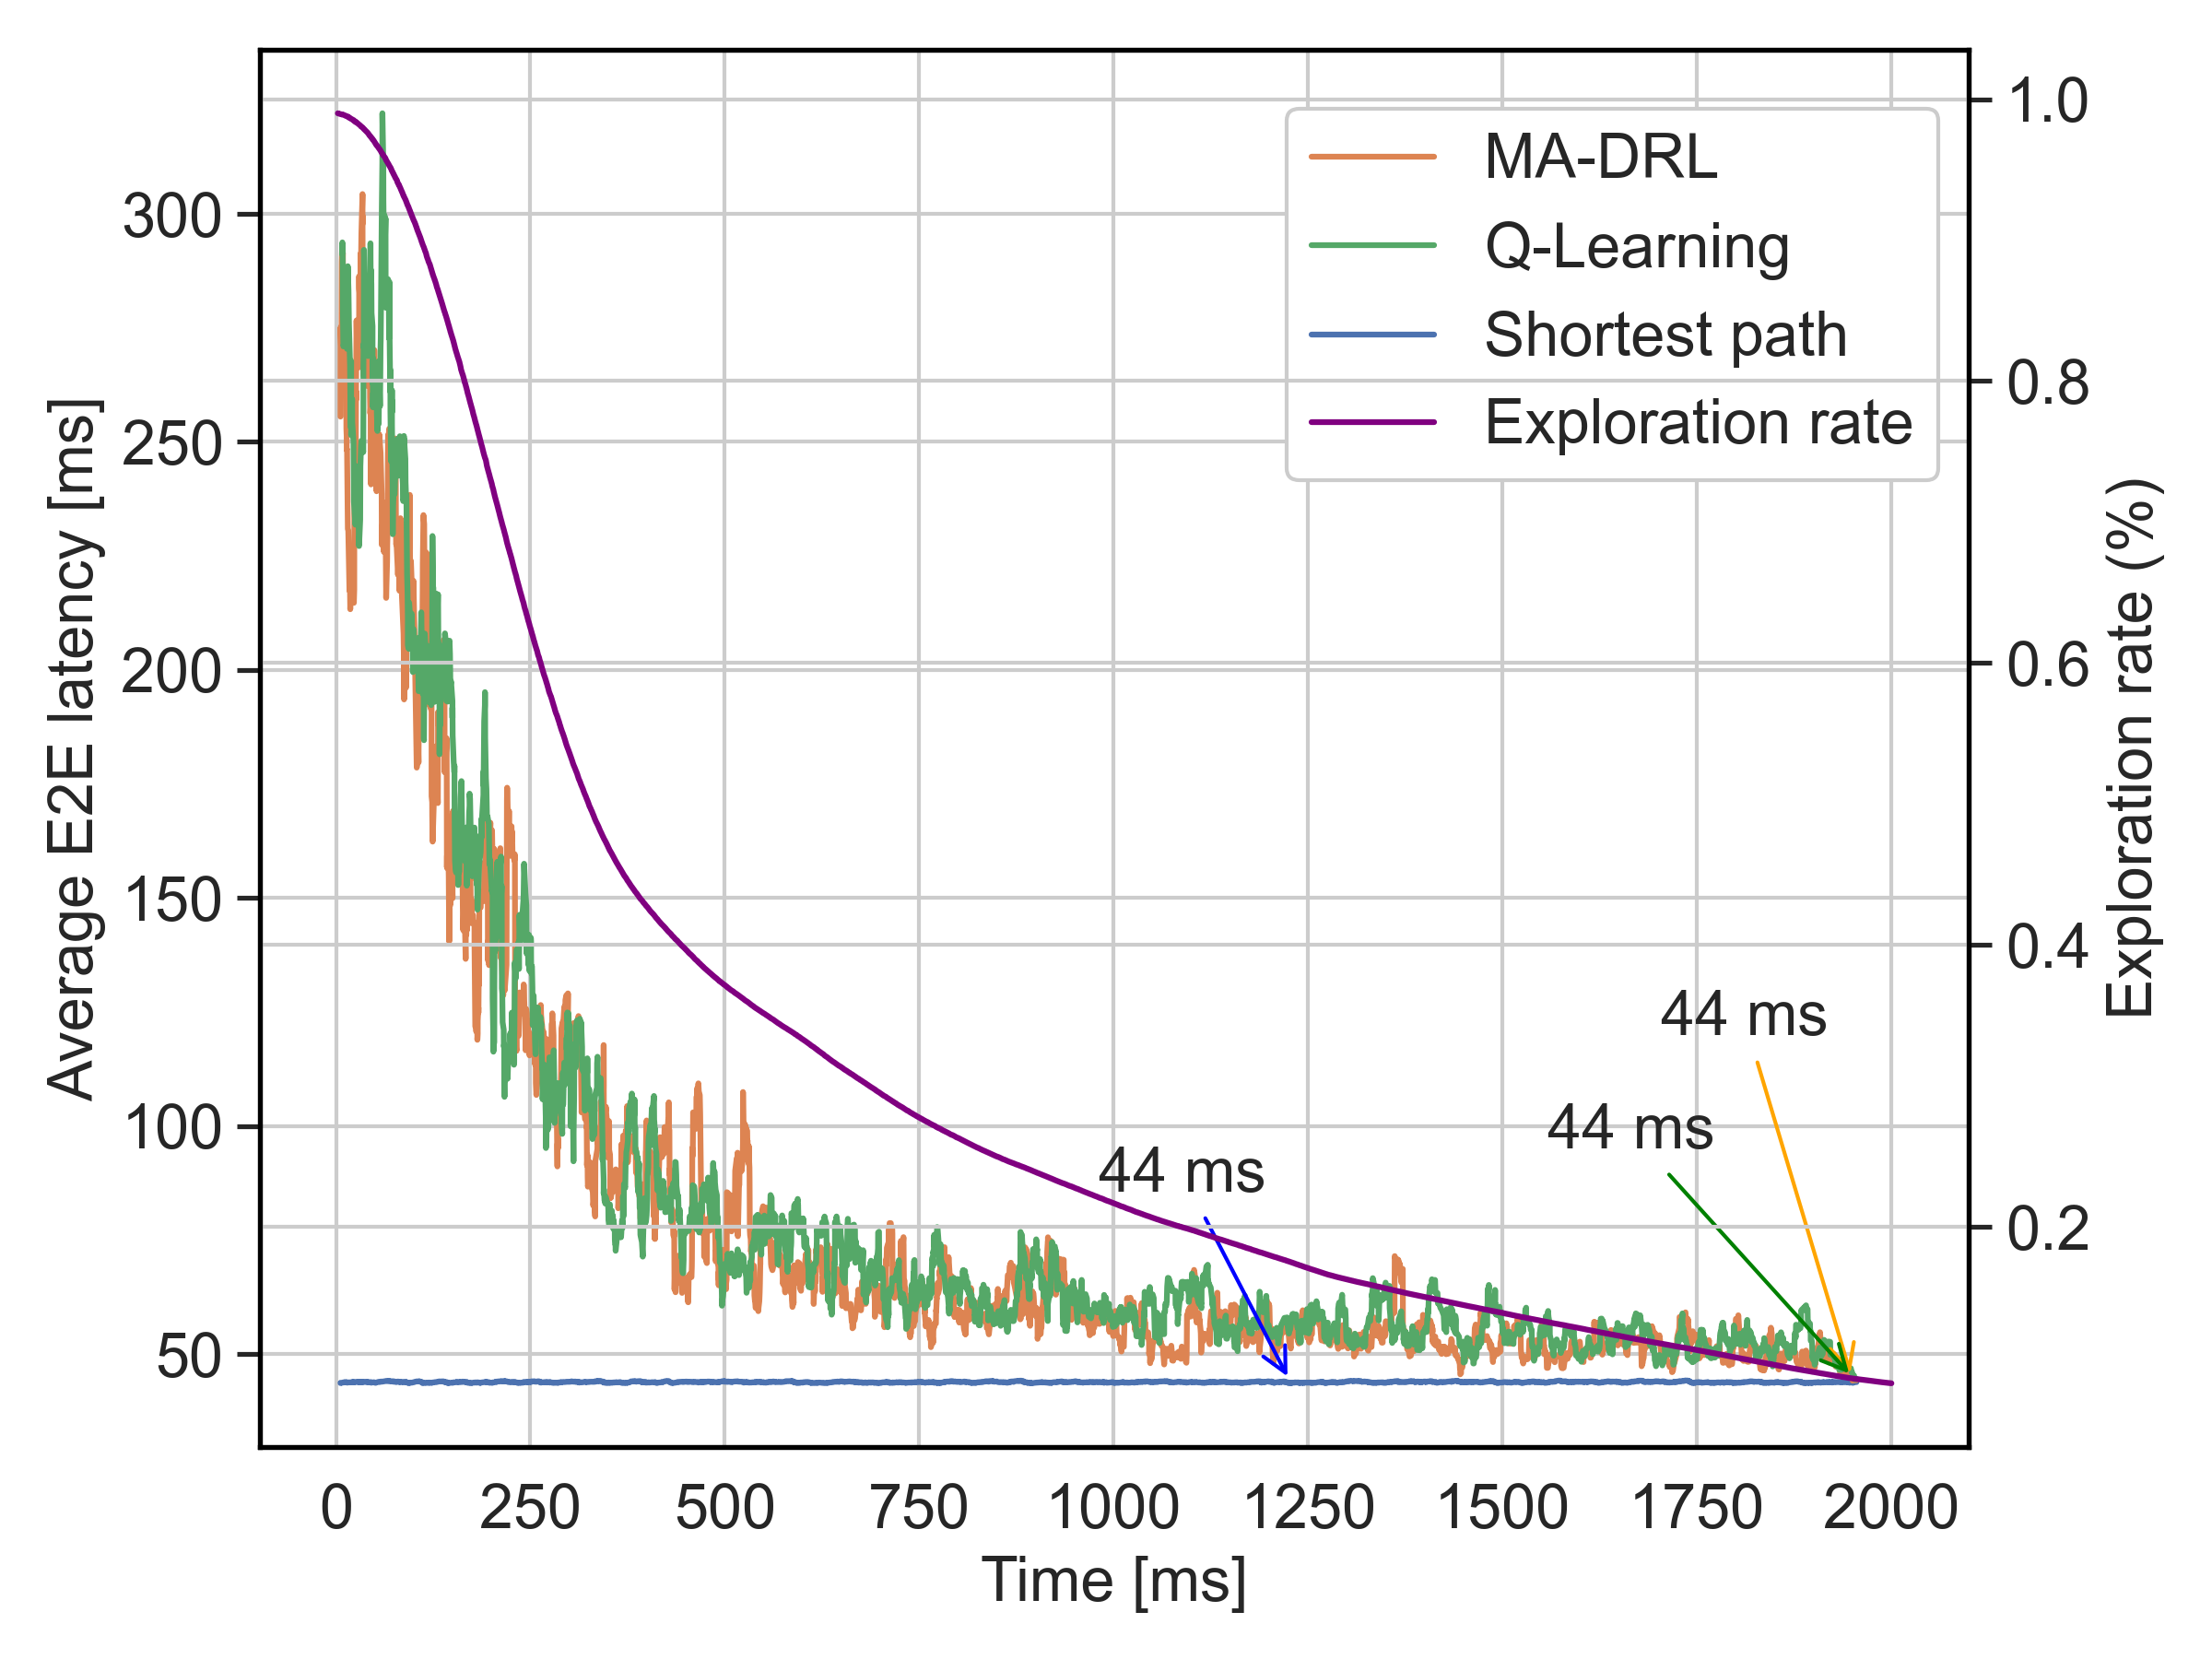 MA-DRL
Q-Learning
Shortest path
Exploration rate
Average E2E latency [ms]
300
250
200
150
100
50
1.0
0.8
0.6
0.4
0.2
Exploration rate (%)
44 ms
44 ms
44 ms
0 250 500 750 1000 1250 1500 1750 2000
Time [ms]